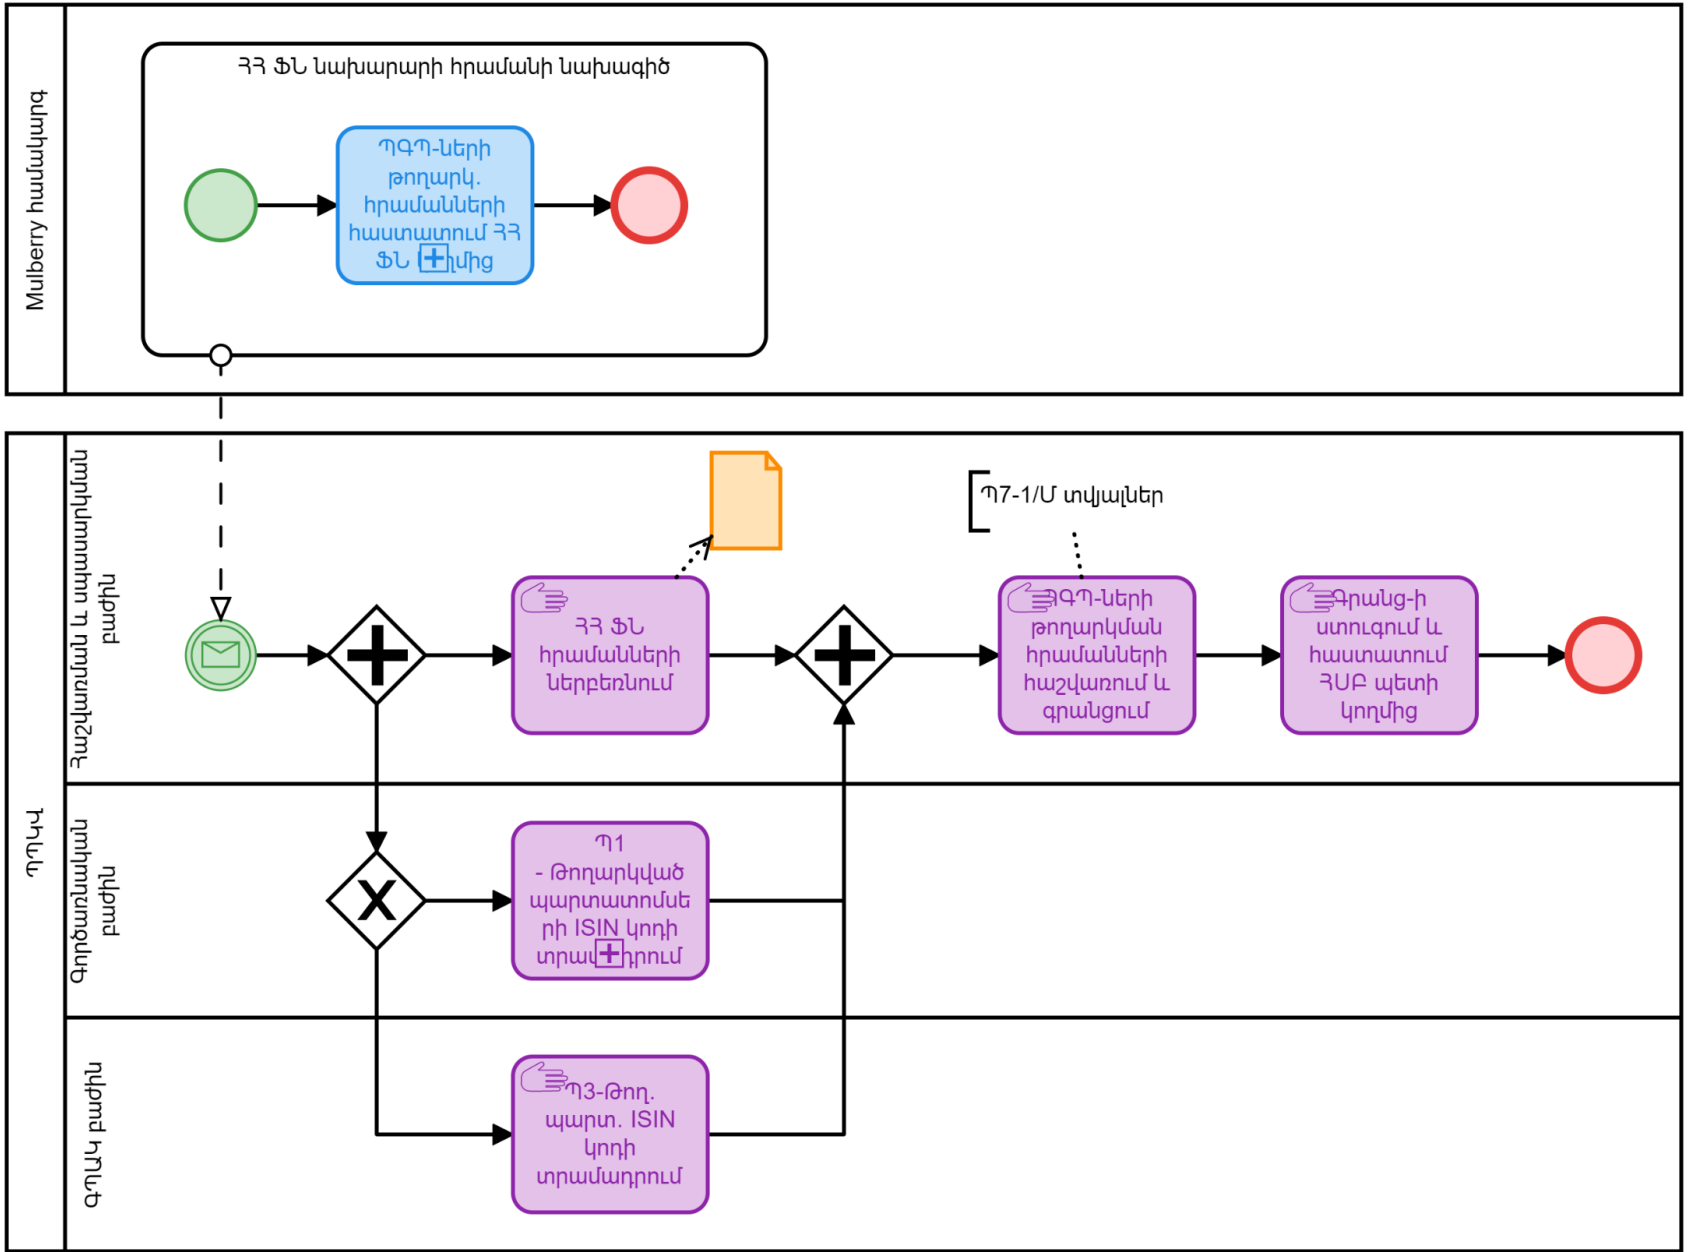 Mulberry համակարգ
ՀՀ ՖՆ նախարարի հրամանի նախագիծ
ՊԳՊ-ների
թողարկ.
հրամանների
հաստատում ՀՀ
ՖՆ
ՊՊԿՎ
Հաշվառման և սպասարկման
բաժին
Պ7-1/Մ տվյալներ
ՀՀ ՖՆ
հրամանների
ներբեռնում
ՊԳՊ-ների
թողարկման
հրամանների
հաշվառում և
գրանցում
Գրանց-ի
ստուգում և
հաստատում
ՀՍԲ պետի
կողմից
Գործառնական
բաժին
Պ1
- Թողարկված
պարտատոմսե
րի ISIN կոդի
տրամադրում
ԳՊԱԿ բաժին
Պ3-Թող.
պարտ. ISIN
կոդի
տրամադրում